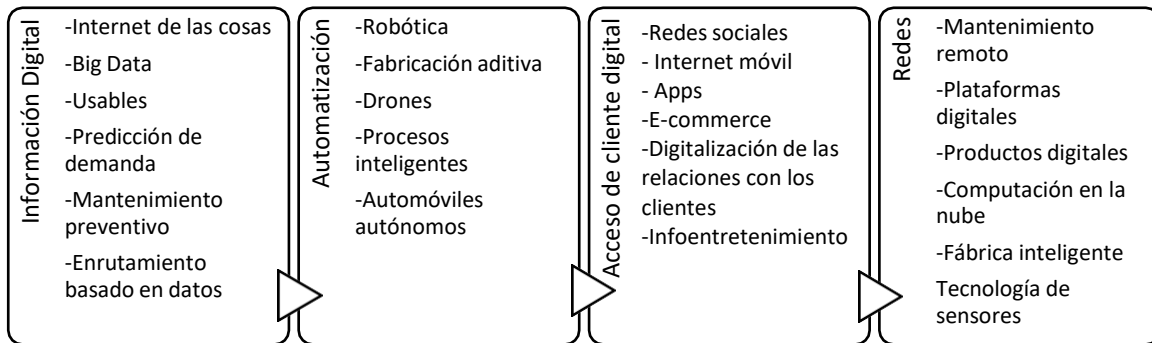 Información Digital
-Internet de las cosas
-Big Data
-Usables
-Predicción de
demanda
-Mantenimiento
preventivo
-Enrutamiento
basado en datos
Automatización
-Robótica
-Fabricación aditiva
-Drones
-Procesos
inteligentes
-Automóviles
autónomos
Acceso de cliente digital
-Redes sociales
- Internet móvil
- Apps
-E-commerce
-Digitalización de las
relaciones con los
clientes
-Infoentretenimiento
Redes
-Mantenimiento
remoto
-Plataformas
digitales
-Productos digitales
-Computación en la
nube
-Fábrica inteligente
Tecnología de
sensores